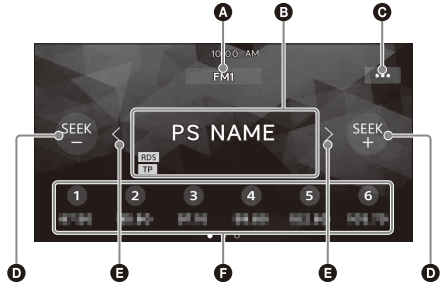 A B C
10:00 AM
FM1
SEEK
−
PS NAME
SEEK
+
RDS
TP
1 2 3 4 5 6
D E F E D